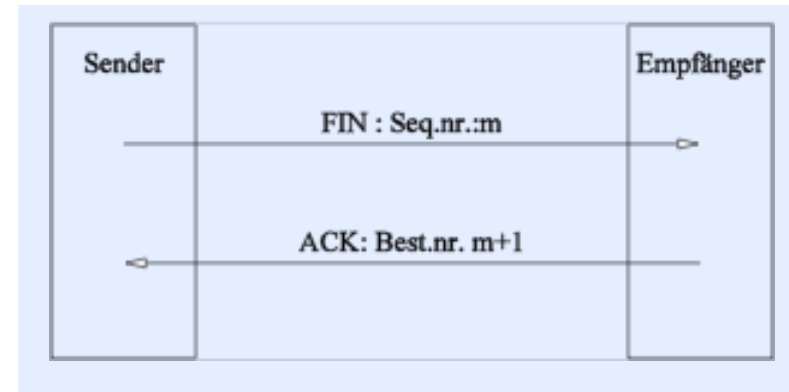 Sender
Empfänger
FIN : Seq.nr.:m
ACK: Best.nr. m+1